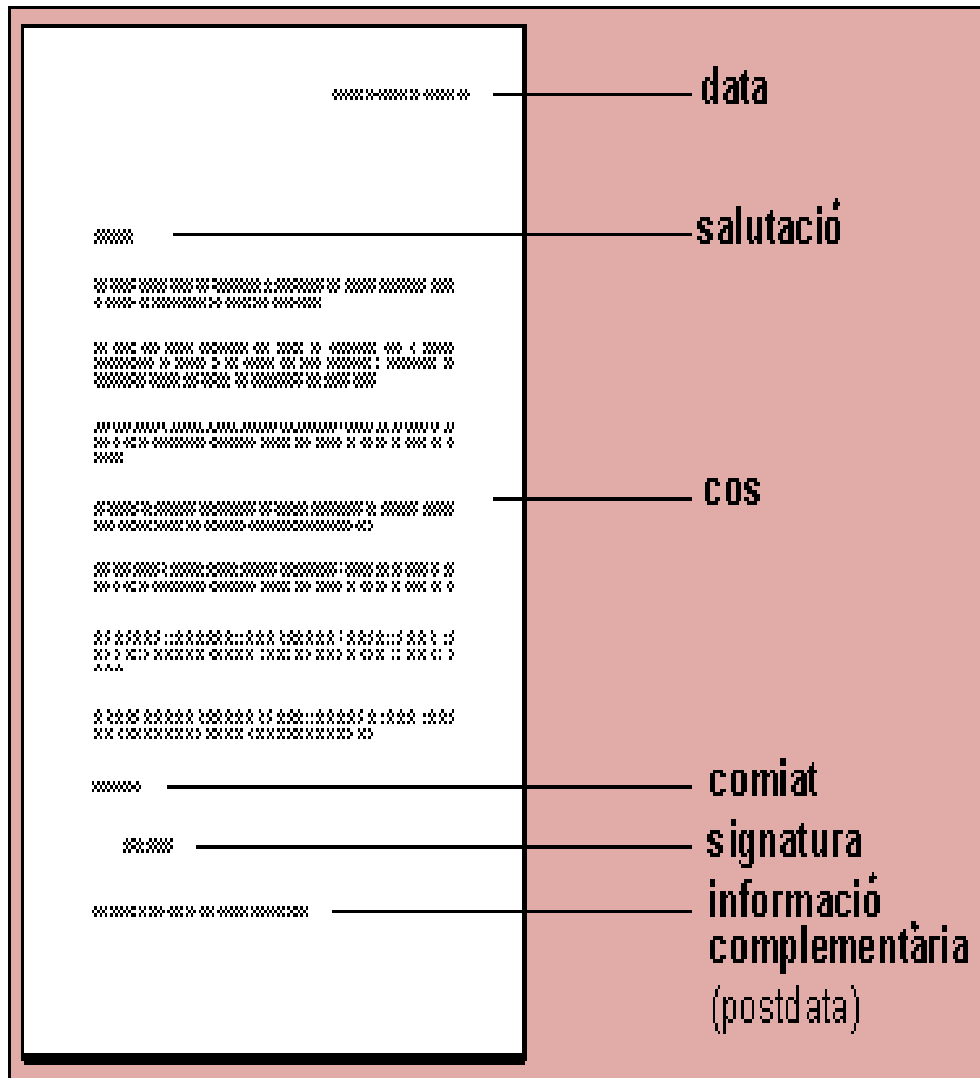 data
salutació
cos
comiat
signatura
informació
complementària
(postdata)